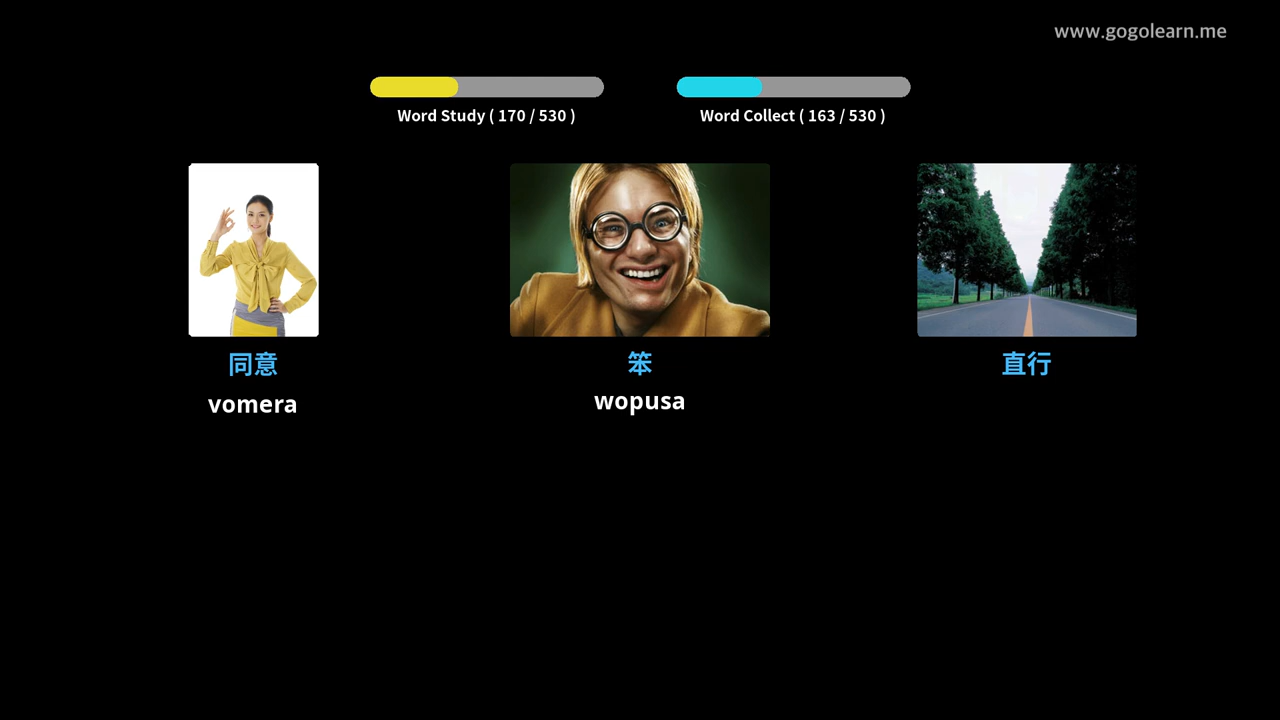 www.gogolearn.me
Word Study ( 170 / 530 )
Word Collect ( 163 / 530 )
同意
vomera
笨
wopusa
直行